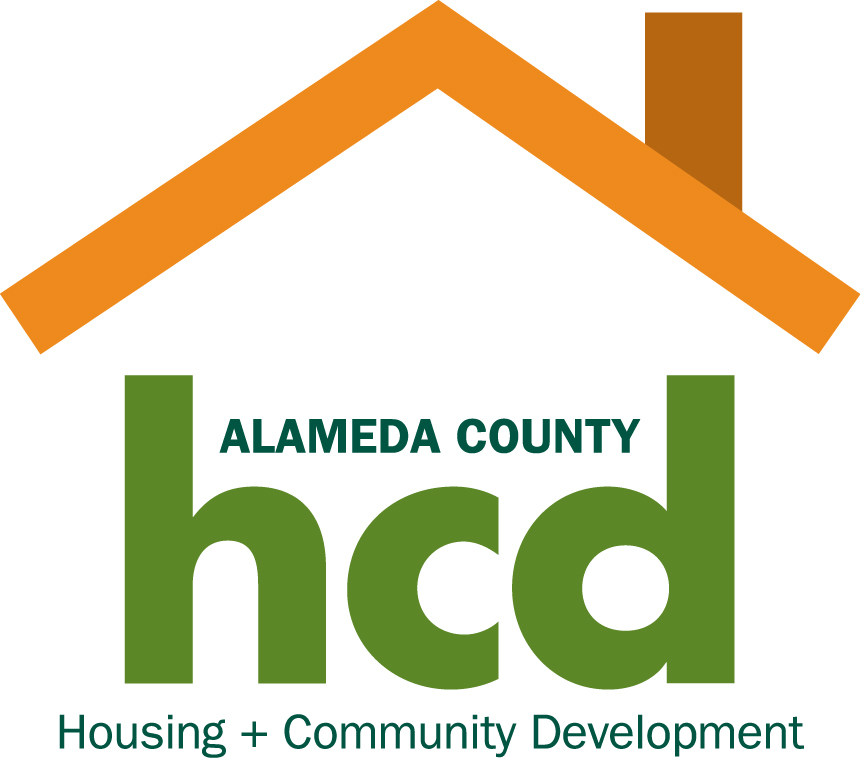 ALAMEDA COUNTY
hcd
Housing + Community Development